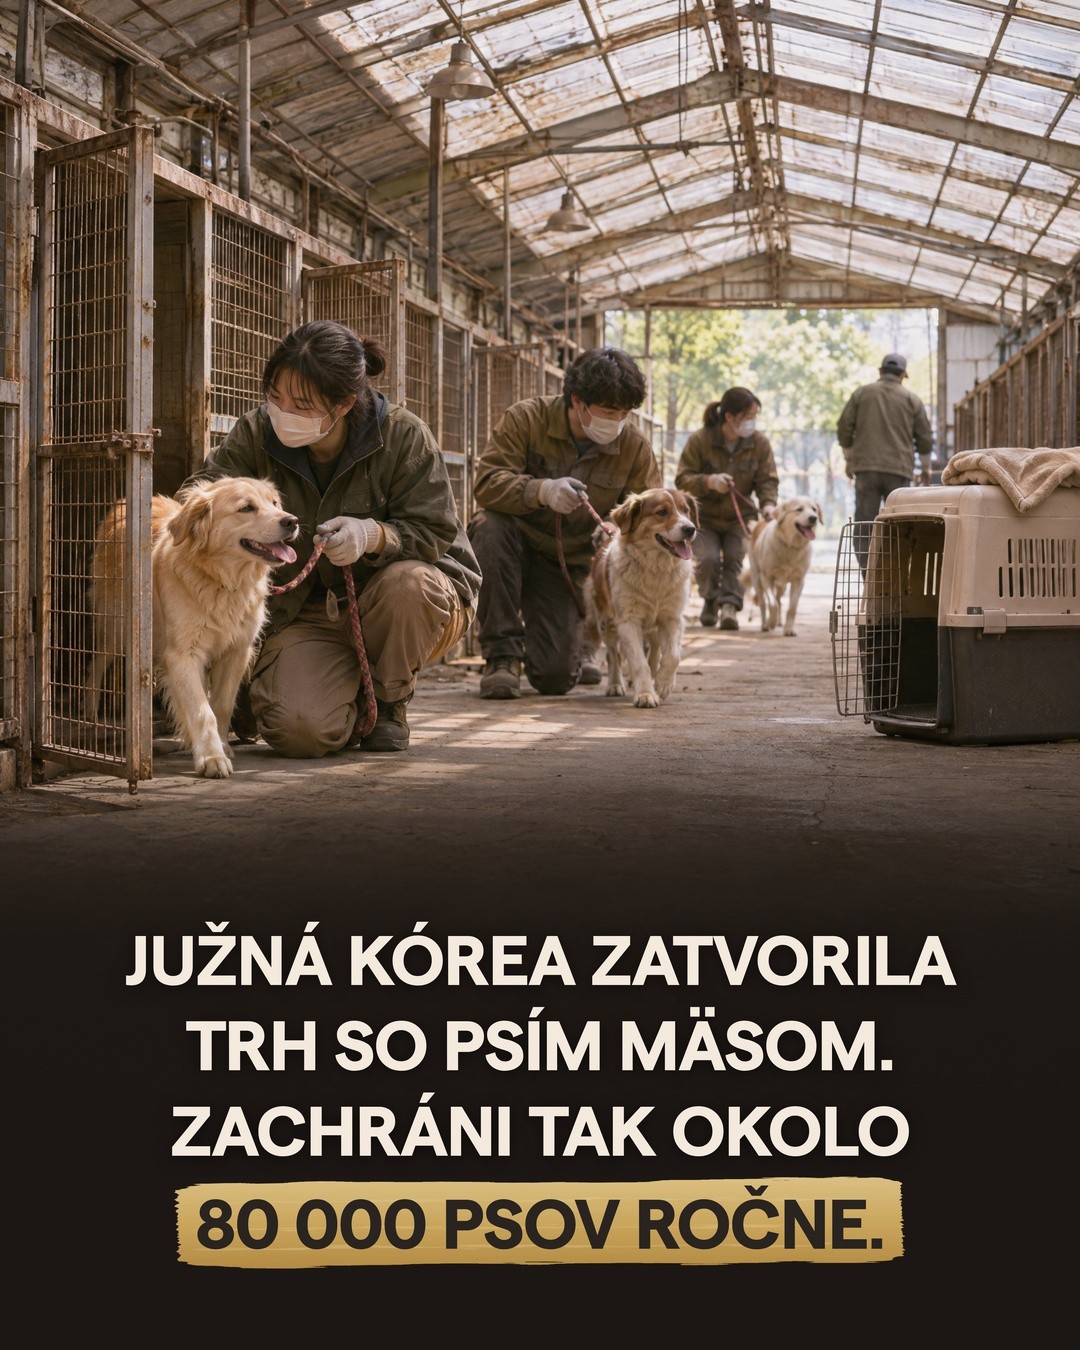 JUŽNÁ KÓREA ZATVORILA
TRH SO PSÍM MÄSOM.
ZACHRÁNI TAK OKOLO
80 000 PSOV ROČNE.